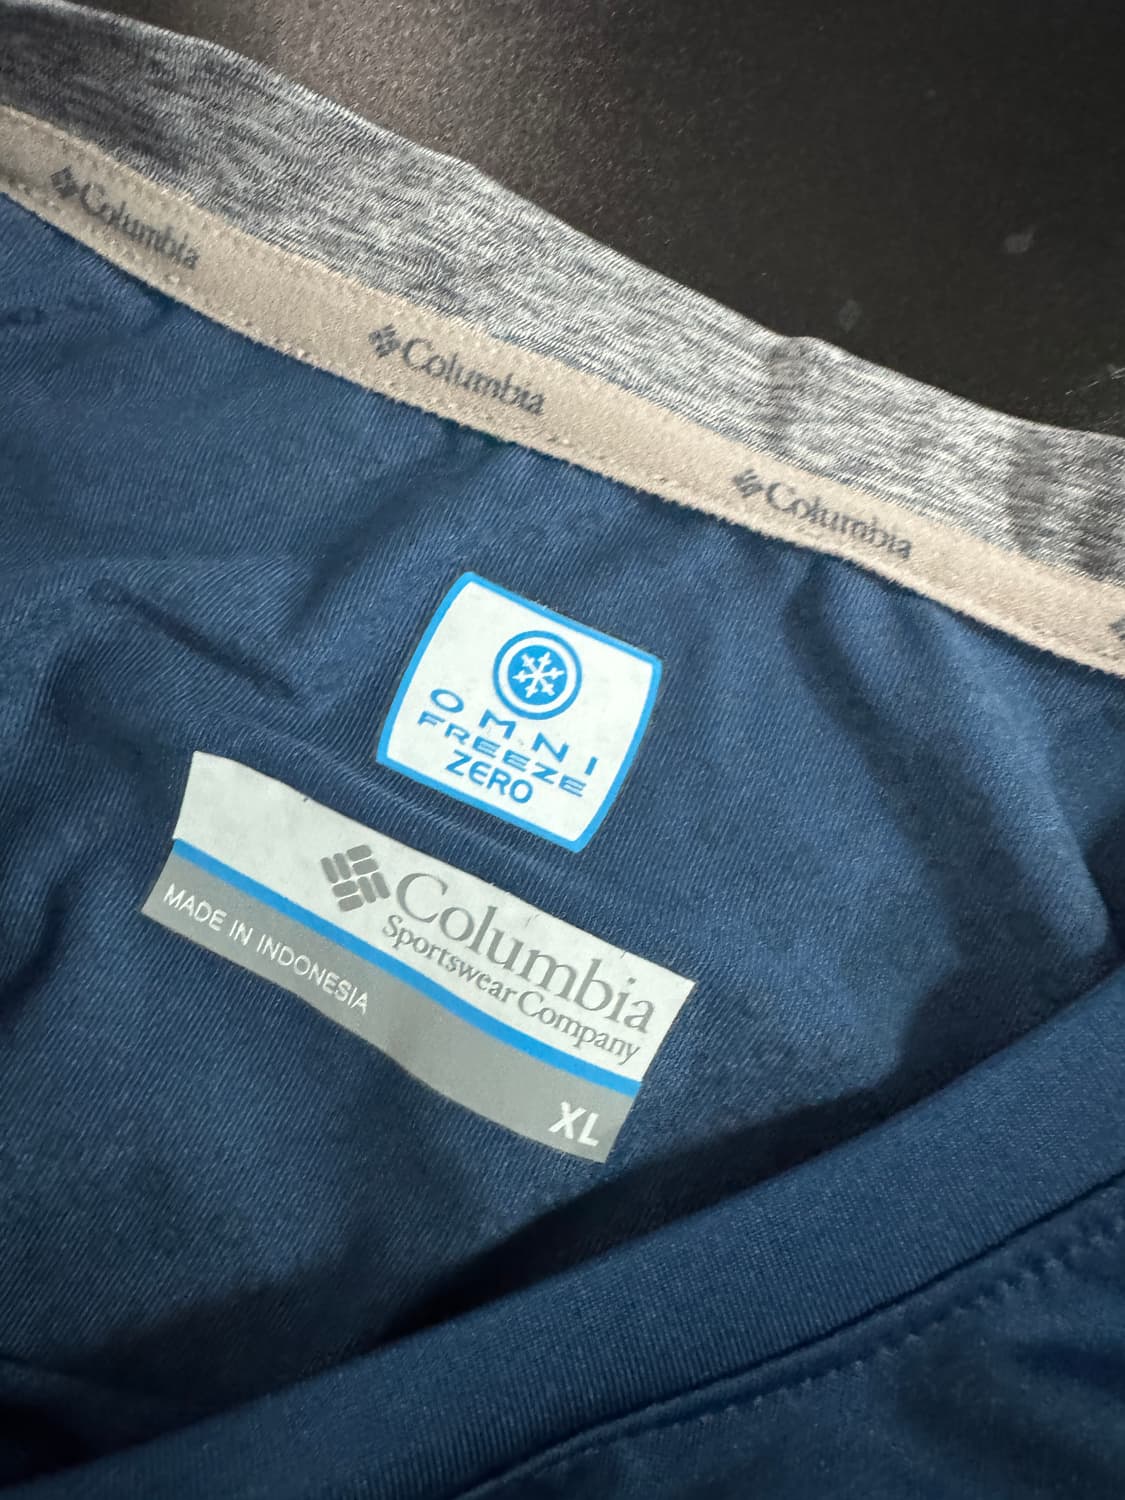 Columbia
Columbia
Columbia
OMNI
FREEZE
ZERO
Columbia
Sportswear Company
MADE IN INDONESIA
XL